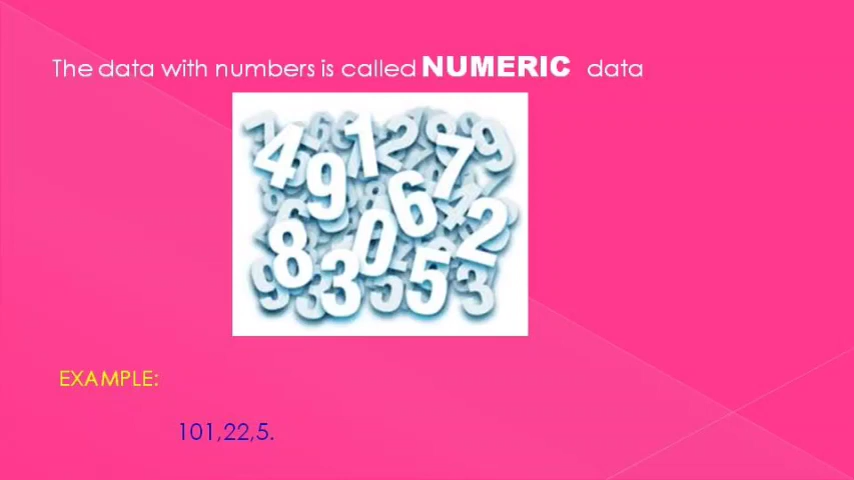 The data with numbers is called NUMERIC data
EXAMPLE:
101,22,5.